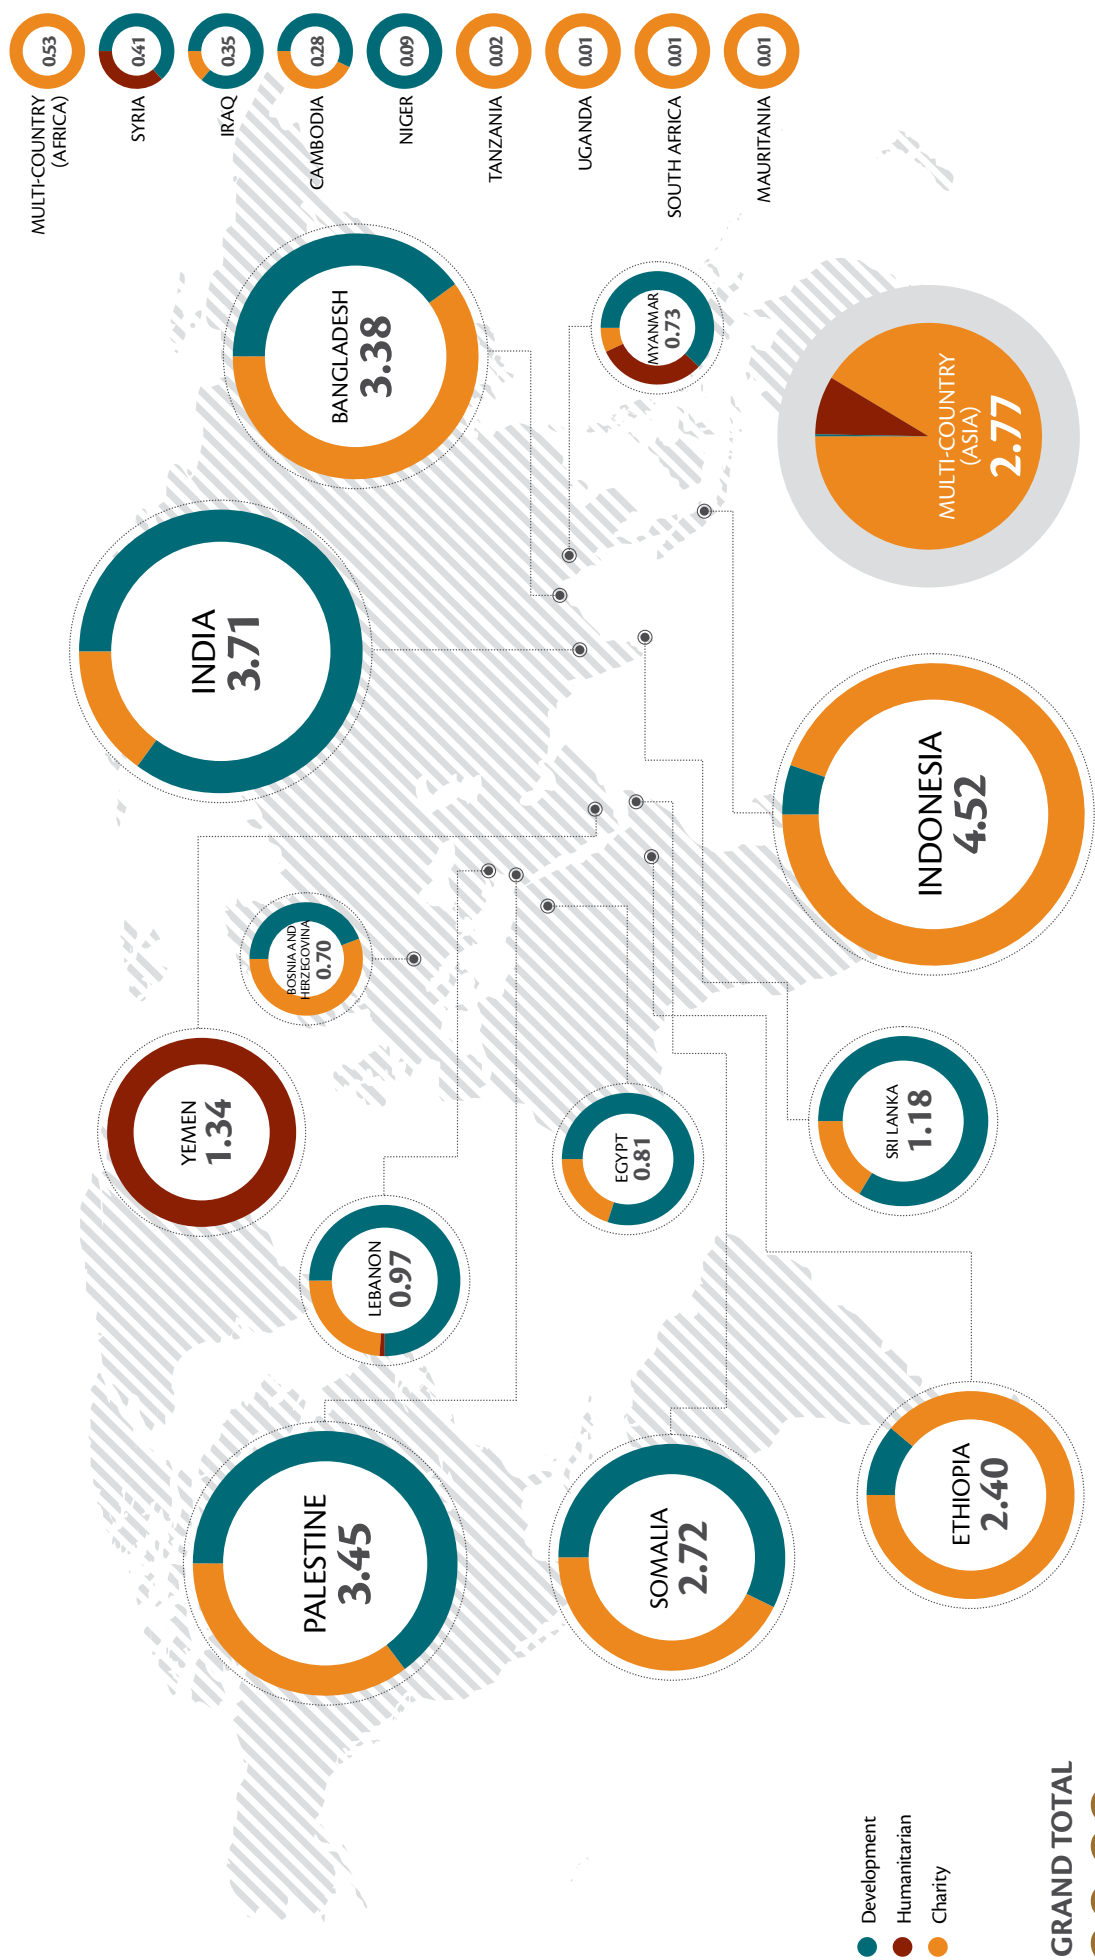 MULTI-COUNTRY
(AFRICA)
0.53
SYRIA
0.41
IRAQ
0.35
CAMBODIA
0.28
NIGER
0.09
TANZANIA
0.02
UGANDA
0.01
SOUTH AFRICA
0.01
MAURITANIA
0.01
BANGLADESH
3.38
MYANMAR
0.73
MULTI-COUNTRY
(ASIA)
2.77
INDIA
3.71
INDONESIA
4.52
BOSNIA AND
HERZEGOVINA
0.70
YEMEN
1.34
EGYPT
0.81
SRI LANKA
1.18
LEBANON
0.97
PALESTINE
3.45
SOMALIA
2.72
ETHIOPIA
2.40
Development
Humanitarian
Charity
GRAND TOTAL